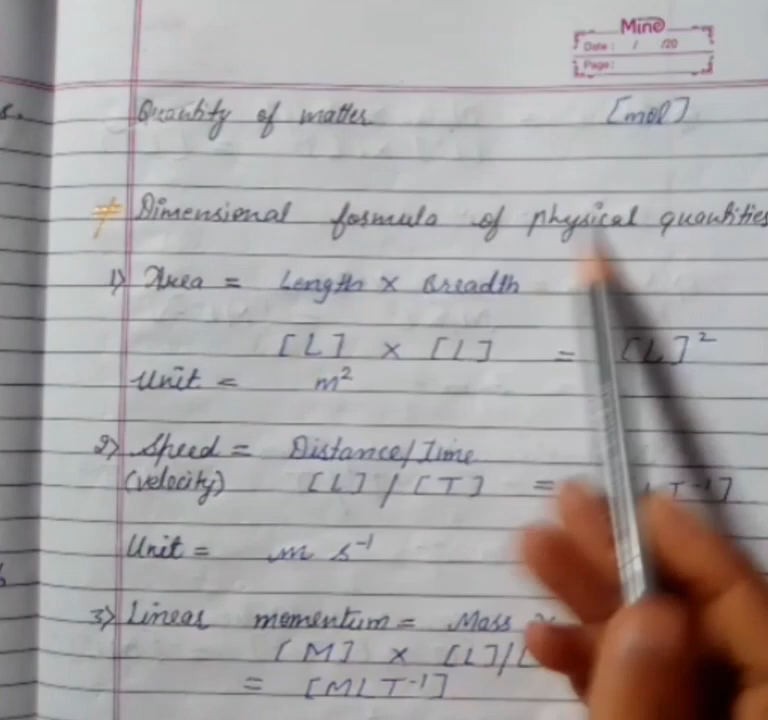 Mine
Date : / /20
Page:
s.
Quantity of matter [mol]
≠ Dimensional formula of physical quantities
1) Area = Length × Breadth
[L] × [L] = [L]²
Unit = m²
2) Speed = Distance/Time
(velocity) [L] / [T] = T⁻¹]
Unit = m s⁻¹
3) Linear momentum = Mass ×
[M] × [L]/[
= [MLT⁻¹]